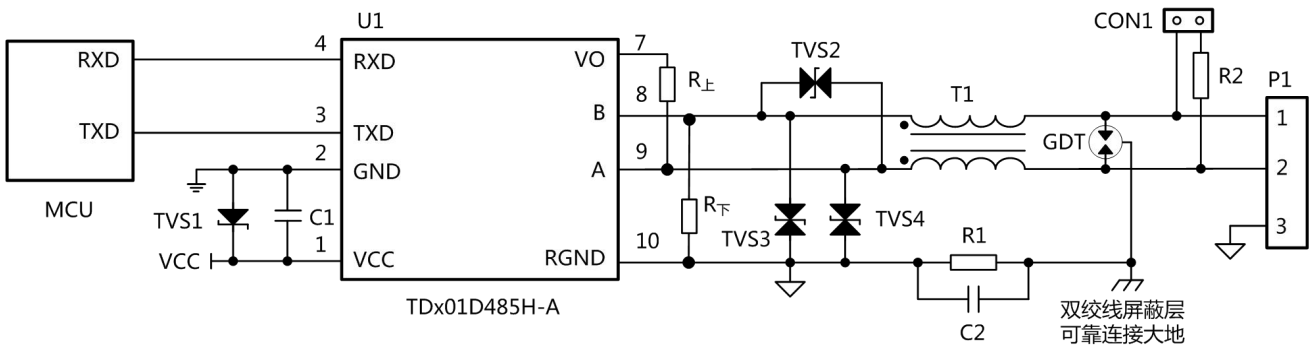 U1
CON1
RXD
4
RXD
VO
7
TVS2
R上
8
T1
R2
P1
TXD
3
TXD
B
1
2
GND
9
A
GDT
2
MCU
TVS1
C1
R下
TVS3
TVS4
3
VCC
1
VCC
10
RGND
R1
TDx01D485H-A
C2
双绞线屏蔽层
可靠连接大地